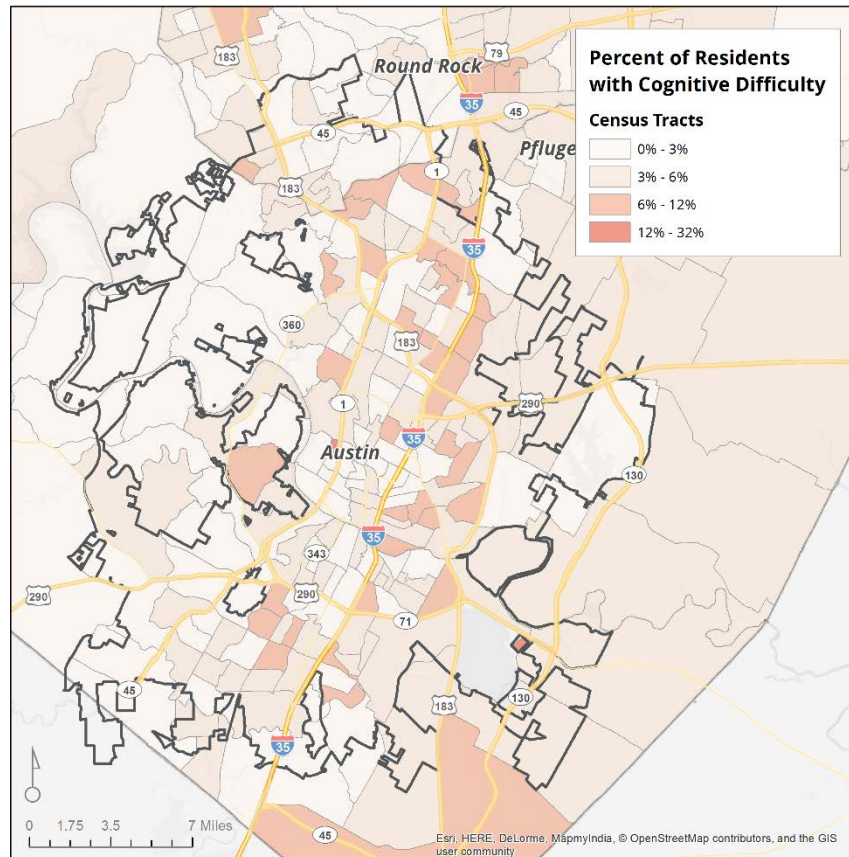 Percent of Residents
with Cognitive Difficulty
Census Tracts
0% - 3%
3% - 6%
6% - 12%
12% - 32%
183
79
Round Rock
35
45
45
Pfluge
1
183
35
360
183
290
1
35
Austin
130
35
343
290
290
71
45
130
183
35
45
0 1.75 3.5 7 Miles
Esri, HERE, DeLorme, MapmyIndia, © OpenStreetMap contributors, and the GIS
user community